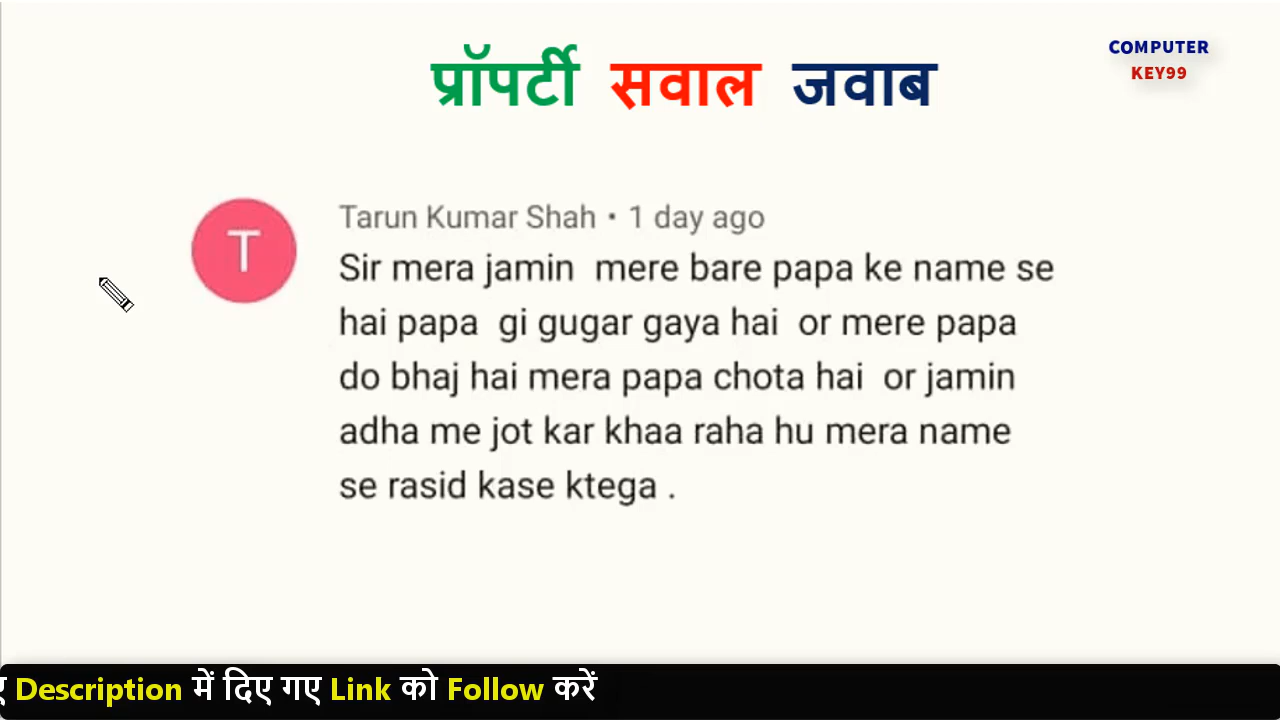 प्रॉपर्टी सवाल जवाब
COMPUTER
KEY99
T
Tarun Kumar Shah • 1 day ago
Sir mera jamin mere bare papa ke name se
hai papa gi gugar gaya hai or mere papa
do bhaj hai mera papa chota hai or jamin
adha me jot kar khaa raha hu mera name
se rasid kase ktega .
Description में दिए गए Link को Follow करें